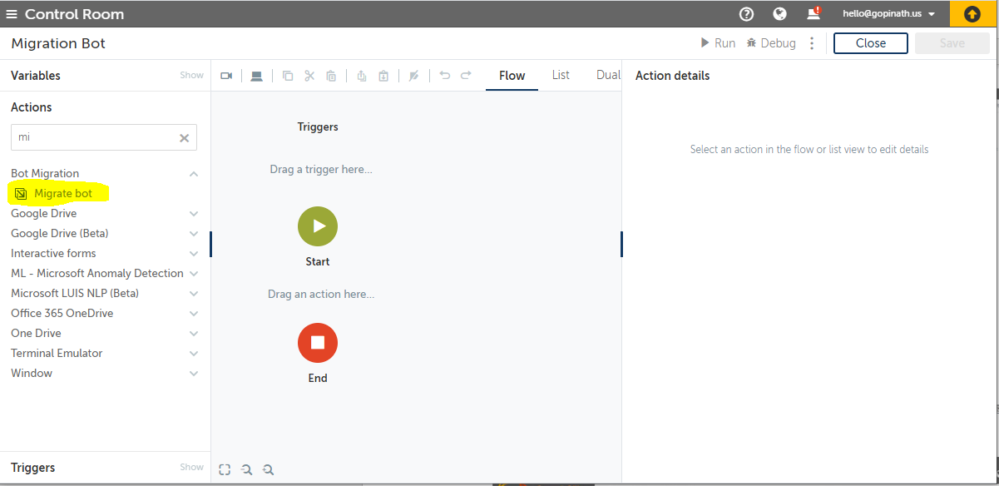 Control Room
hello@gopinath.us
Migration Bot
Run
Debug
Close
Save
Variables
Show
Flow
List
Dual
Action details
Actions
mi
Bot Migration
Migrate bot
Google Drive
Google Drive (Beta)
Interactive forms
ML - Microsoft Anomaly Detection
Microsoft LUIS NLP (Beta)
Office 365 OneDrive
One Drive
Terminal Emulator
Window
Triggers
Show
Triggers
Drag a trigger here...
Start
Drag an action here...
End
Select an action in the flow or list view to edit details